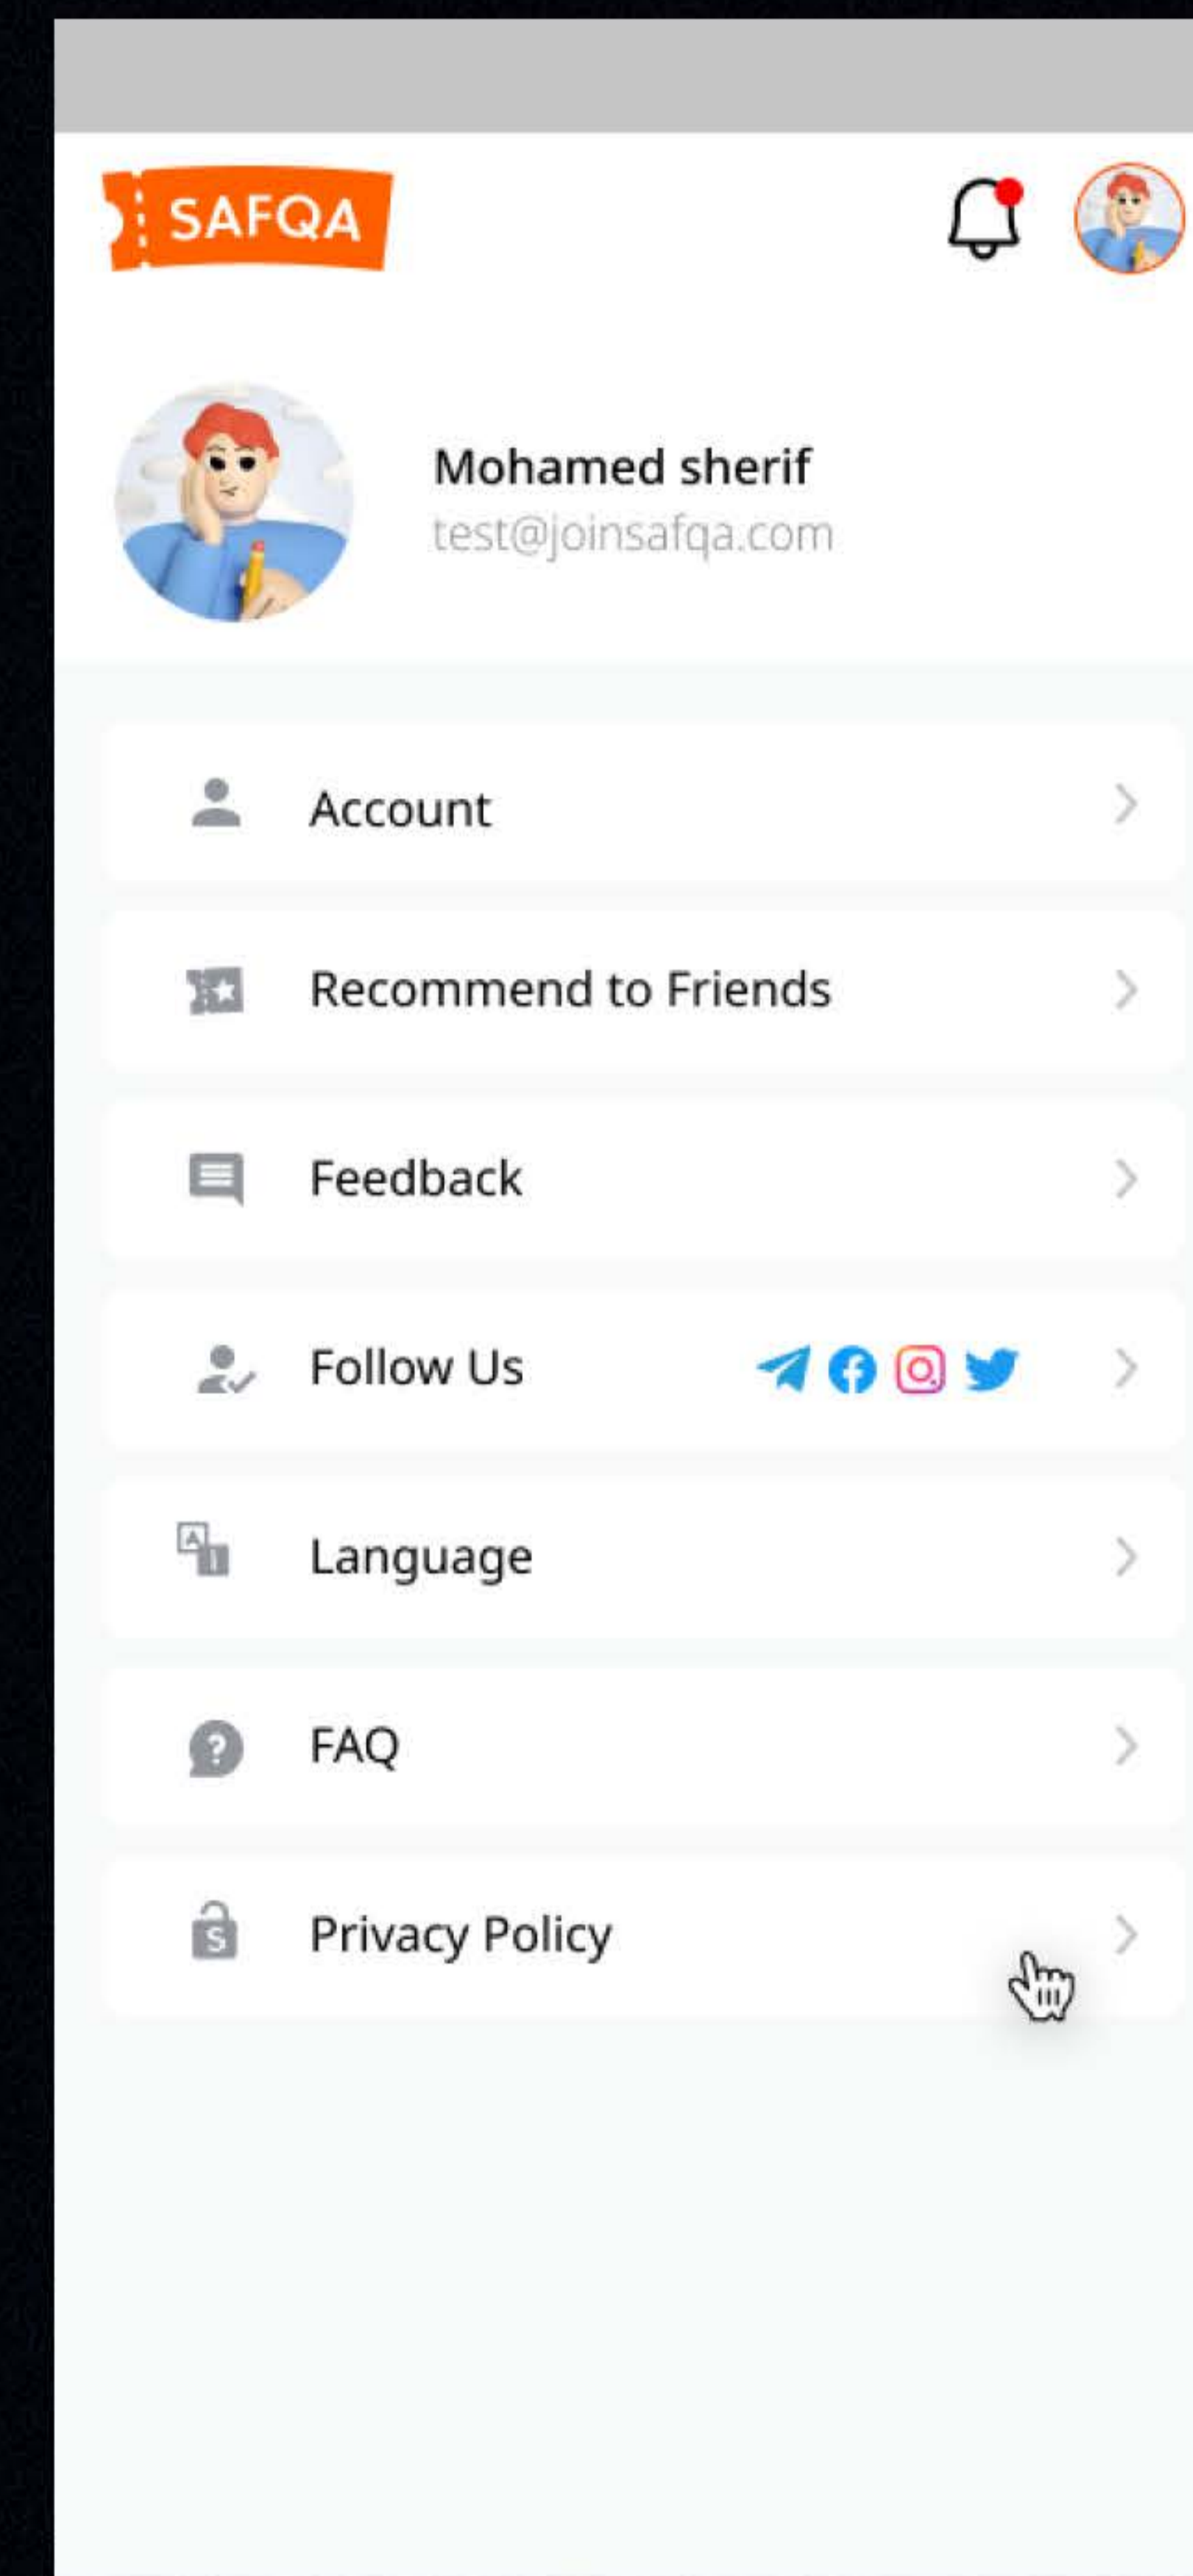 SAFQA
Mohamed sherif
test@joinsafqa.com
Account
Recommend to Friends
Feedback
Follow Us
Language
FAQ
Privacy Policy